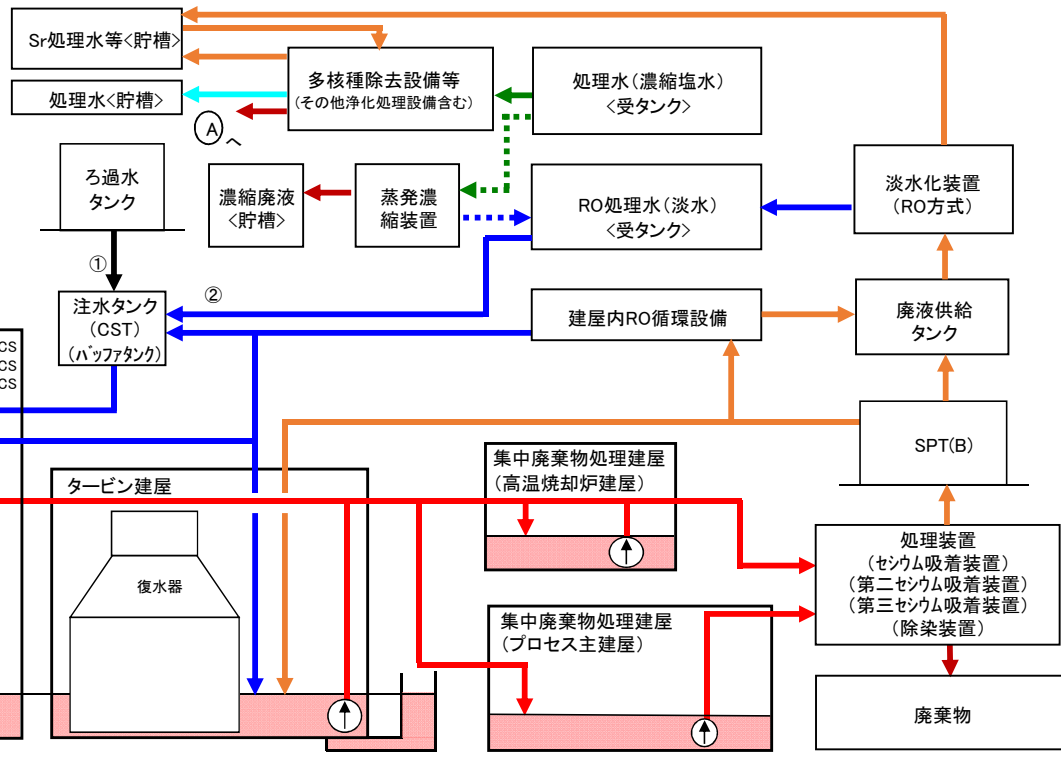 Sr処理水等<貯槽>
処理水<貯槽>
多核種除去設備等
(その他浄化処理設備含む)
処理水(濃縮塩水)
<受タンク>
Aへ
ろ過水
タンク
濃縮廃液
<貯槽>
蒸発濃
縮装置
RO処理水(淡水)
<受タンク>
淡水化装置
(RO方式)
①
②
注水タンク
(CST)
(バッファタンク)
建屋内RO循環設備
廃液供給
タンク
CS
CS
CS
SPT(B)
タービン建屋
復水器
集中廃棄物処理建屋
(高温焼却炉建屋)
処理装置
(セシウム吸着装置)
(第二セシウム吸着装置)
(第三セシウム吸着装置)
(除染装置)
集中廃棄物処理建屋
(プロセス主建屋)
廃棄物